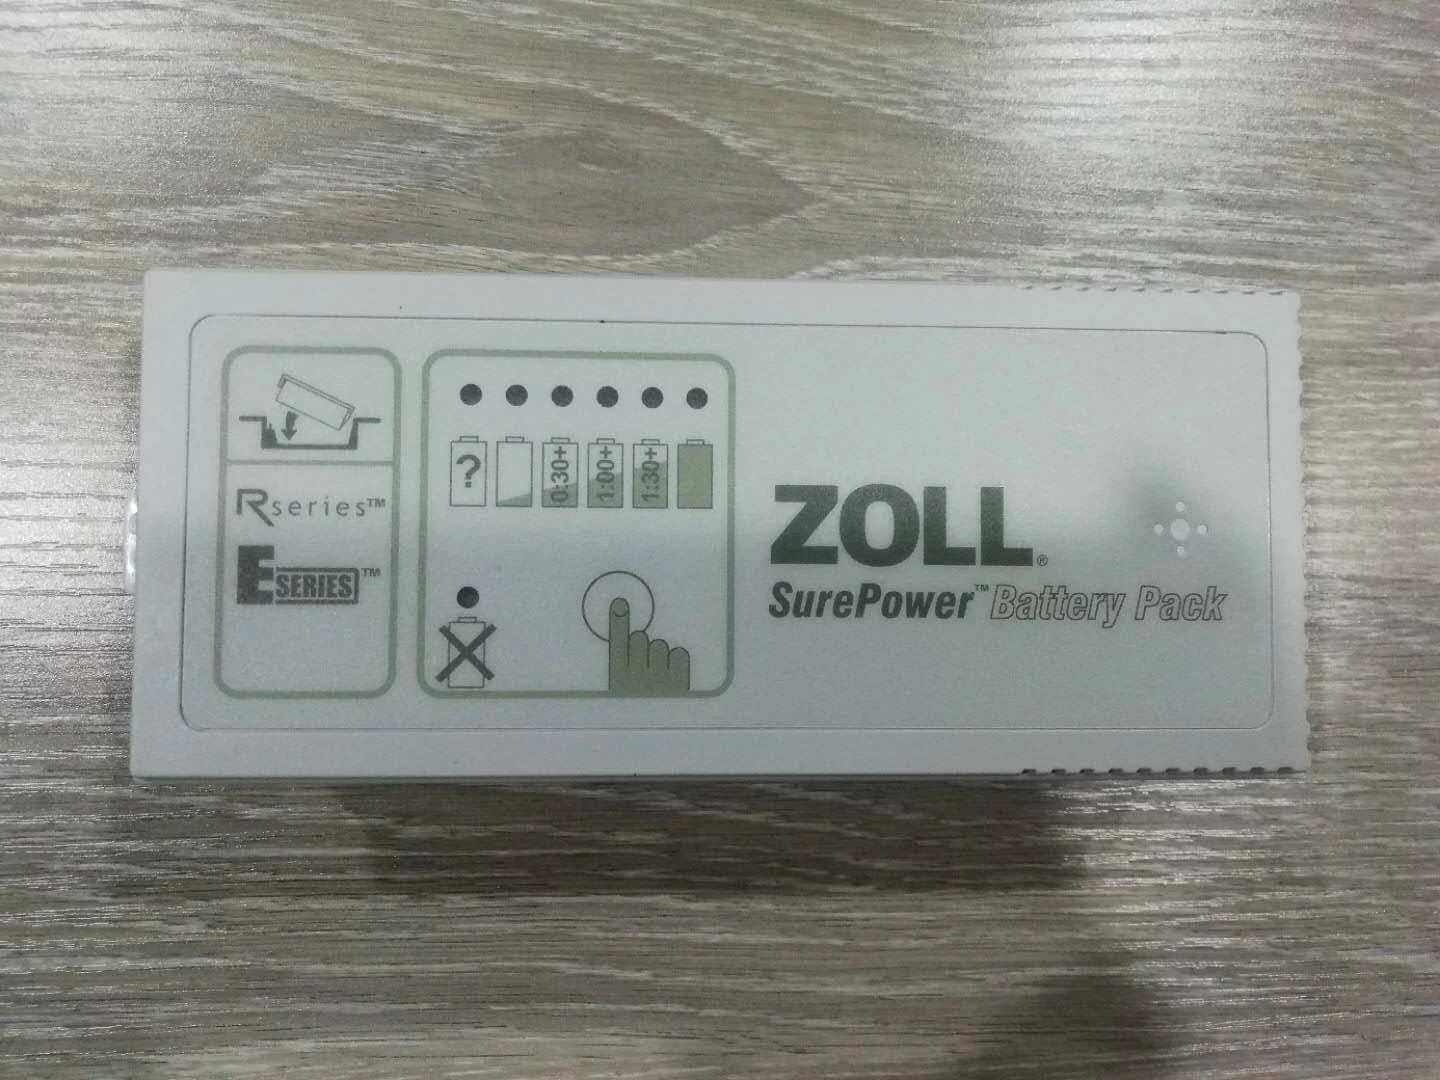 Rseries™
ESERIES™
?
0:30+
1:00+
1:30+
ZOLL®
SurePower™ Battery Pack